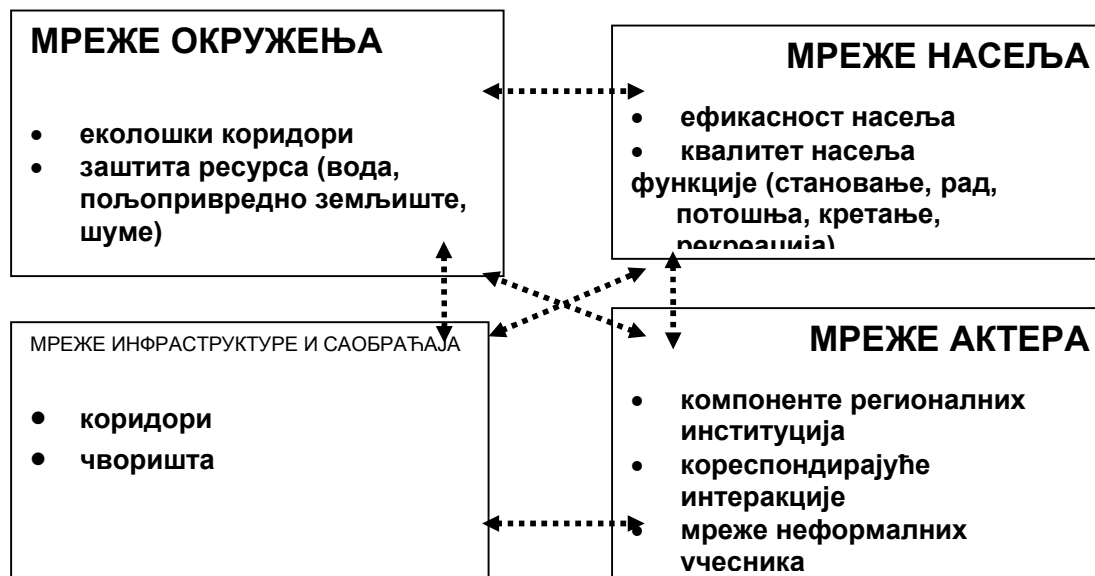 МРЕЖЕ ОКРУЖЕЊА
• еколошки коридори
• заштита ресурса (вода,
пољопривредно земљиште,
шуме)
МРЕЖЕ НАСЕЉА
• ефикасност насеља
• квалитет насеља
функције (становање, рад,
потошња, кретање,
рекреација)
МРЕЖЕ ИНФРАСТРУКТУРЕ И САОБРАЋАЈА
• коридори
• чворишта
МРЕЖЕ АКТЕРА
• компоненте регионалних
институција
• кореспондирајуће
интеракције
• мреже неформалних
учесника